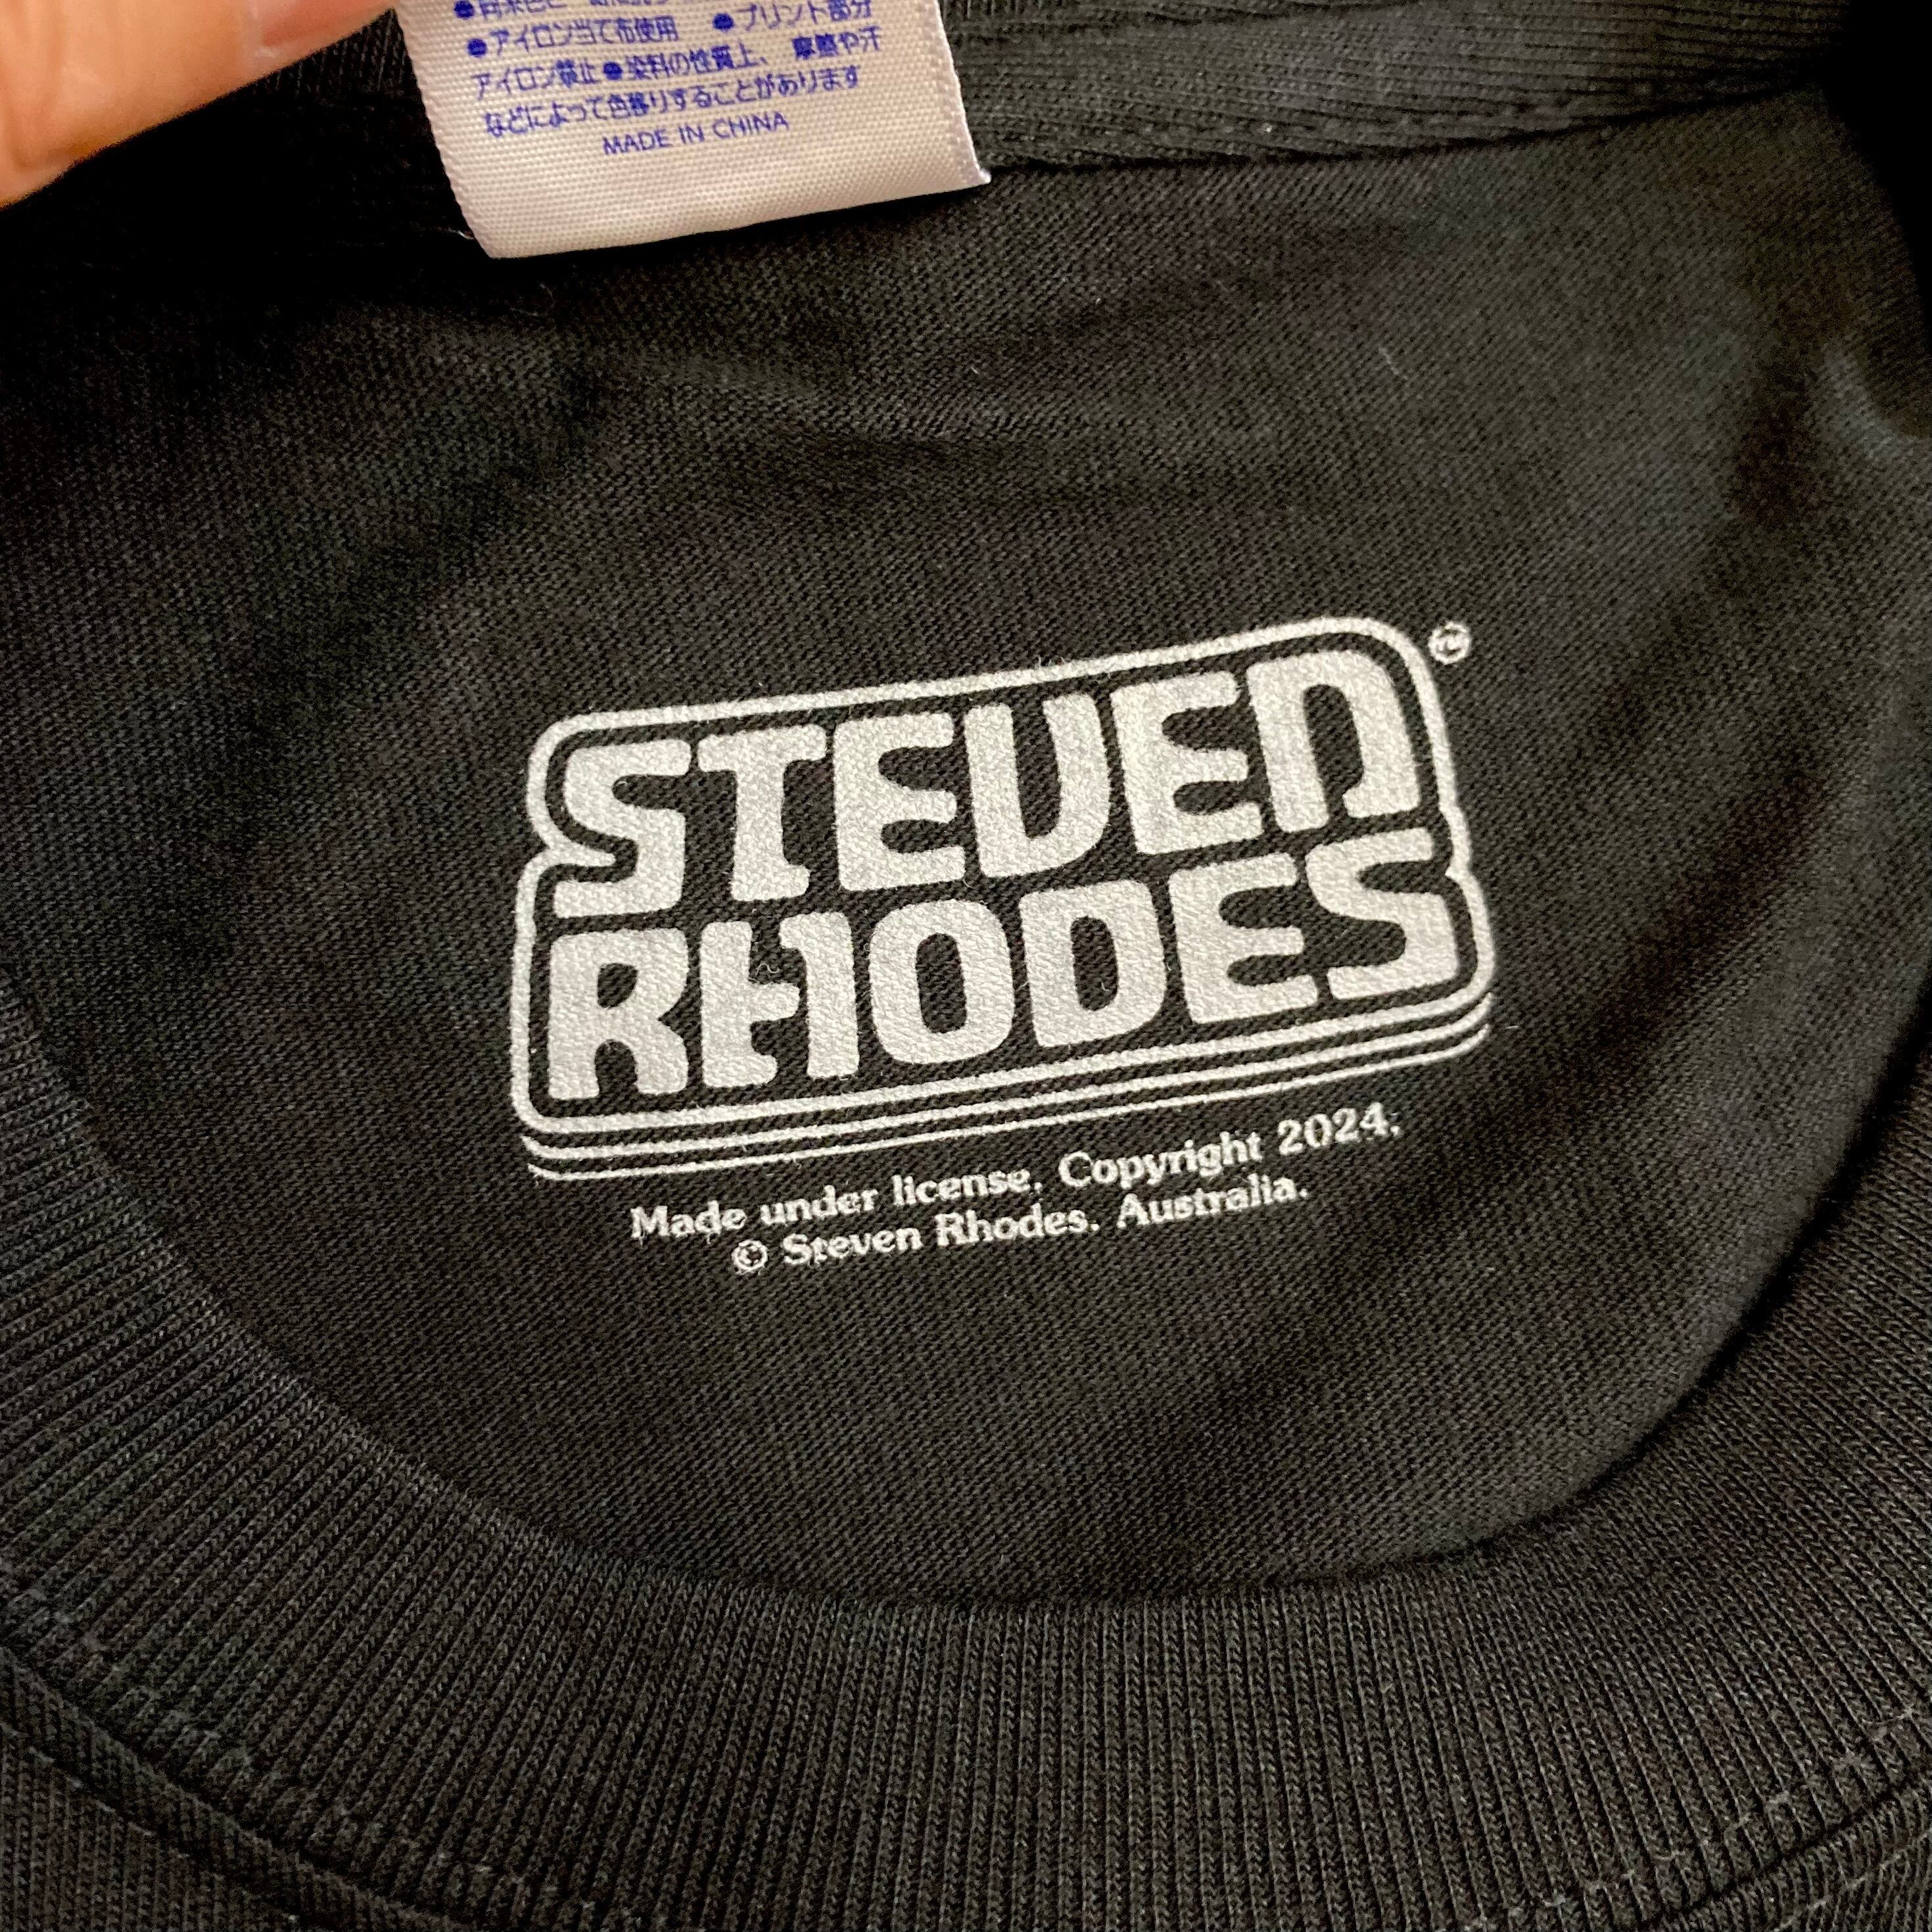 ●アイロン当て布使用 ●プリント部分
アイロン禁止●染料の性質上、摩擦や汗
などによって色移りすることがあります
MADE IN CHINA
STEVEN
RHODES
©
Made under license. Copyright 2024.
© Steven Rhodes. Australia.